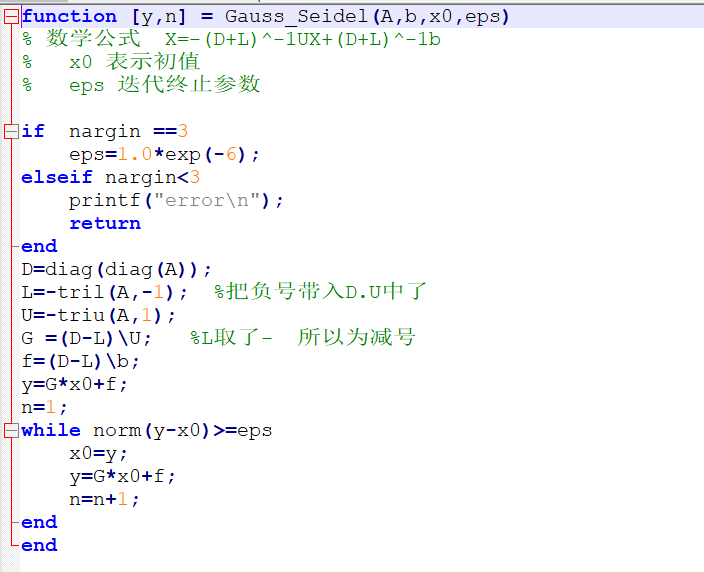 function [y,n] = Gauss_Seidel(A,b,x0,eps)
% 数学公式  X=-(D+L)^-1UX+(D+L)^-1b
%   x0 表示初值
%   eps 迭代终止参数
if  nargin ==3
    eps=1.0*exp(-6);
elseif nargin<3
    printf("error\n");
    return
end
D=diag(diag(A));
L=-tril(A,-1);  %把负号带入D.U中了
U=-triu(A,1);
G =(D-L)\U;   %L取了-  所以为减号
f=(D-L)\b;
y=G*x0+f;
n=1;
while norm(y-x0)>=eps
    x0=y;
    y=G*x0+f;
    n=n+1;
end
end